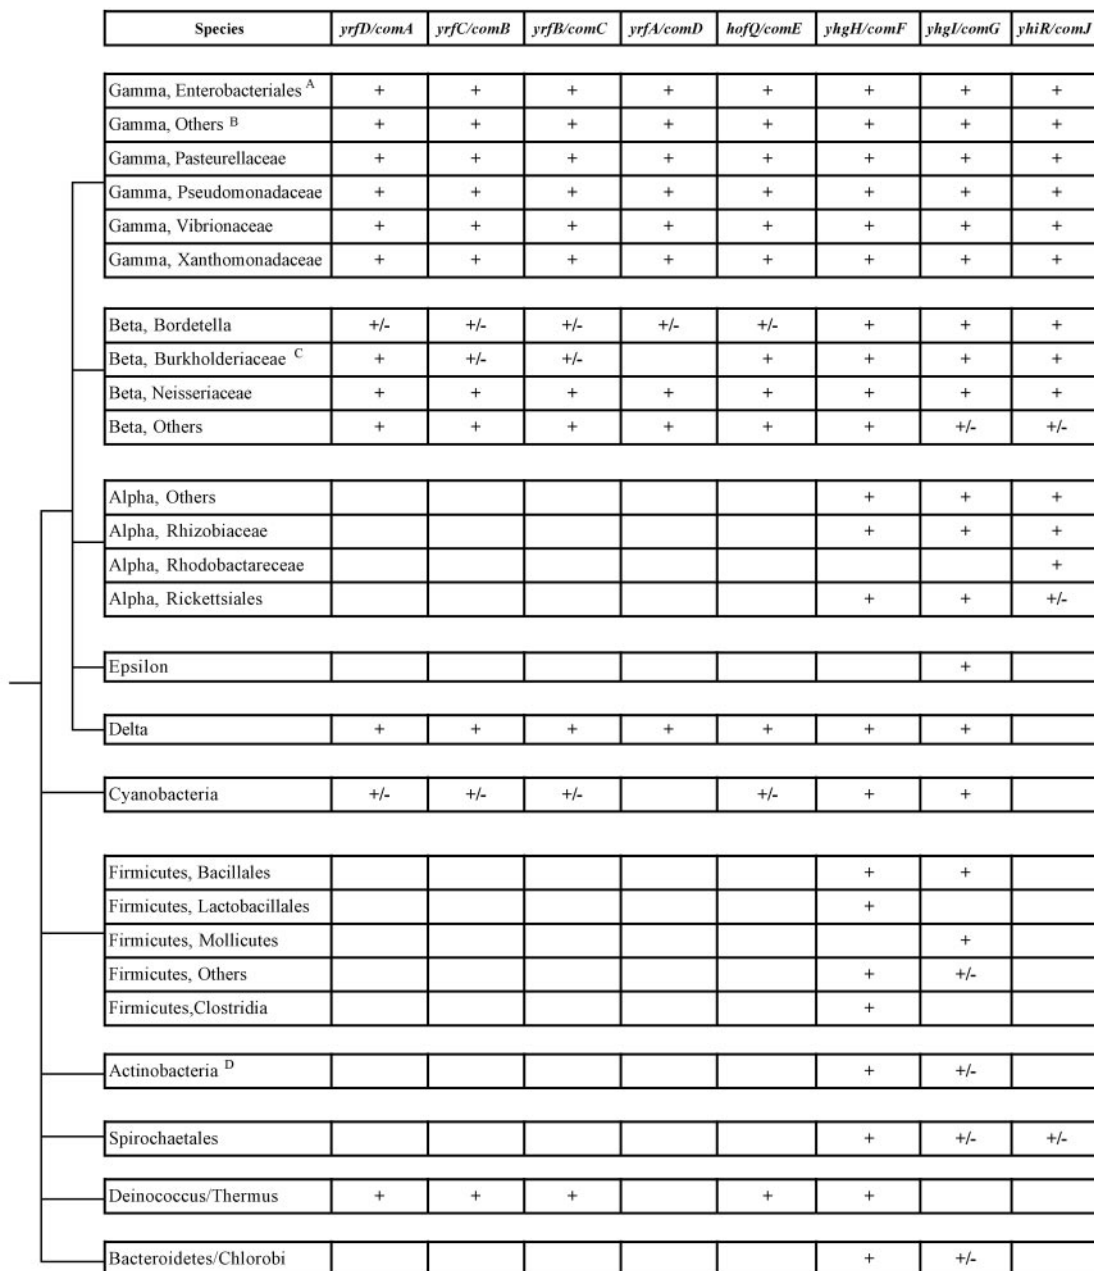 Species yrfD/comA yrfC/comB yrfB/comC yrfA/comD hofQ/comE yhgH/comF yhgI/comG yhiR/comJ
Gamma, Enterobacteriales A + + + + + + + +
Gamma, Others B + + + + + + + +
Gamma, Pasteurellaceae + + + + + + + +
Gamma, Pseudomonadaceae + + + + + + + +
Gamma, Vibrionaceae + + + + + + + +
Gamma, Xanthomonadaceae + + + + + + + +
Beta, Bordetella +/- +/- +/- +/- +/- + + +
Beta, Burkholderiaceae C + +/- +/- + + + +
Beta, Neisseriaceae + + + + + + + +
Beta, Others + + + + + + +/- +/-
Alpha, Others + + +
Alpha, Rhizobiaceae + + +
Alpha, Rhodobactareceae +
Alpha, Rickettsiales + + +/-
Epsilon +
Delta + + + + + + +
Cyanobacteria +/- +/- +/- +/- + +
Firmicutes, Bacillales + +
Firmicutes, Lactobacillales +
Firmicutes, Mollicutes +
Firmicutes, Others + +/-
Firmicutes,Clostridia +
Actinobacteria D + +/-
Spirochaetales + +/- +/-
Deinococcus/Thermus + + + + +
Bacteroidetes/Chlorobi + +/-